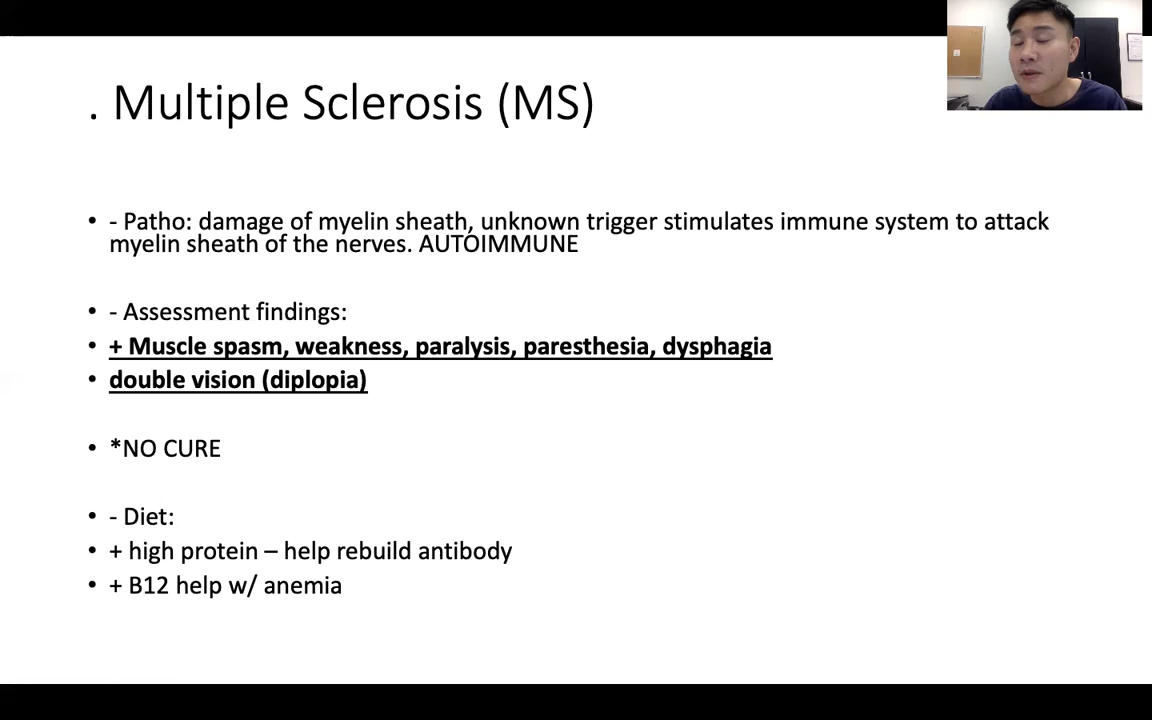 . Multiple Sclerosis (MS)
• - Patho: damage of myelin sheath, unknown trigger stimulates immune system to attack
myelin sheath of the nerves. AUTOIMMUNE
• - Assessment findings:
• + Muscle spasm, weakness, paralysis, paresthesia, dysphagia
• double vision (diplopia)
• *NO CURE
• - Diet:
• + high protein – help rebuild antibody
• + B12 help w/ anemia